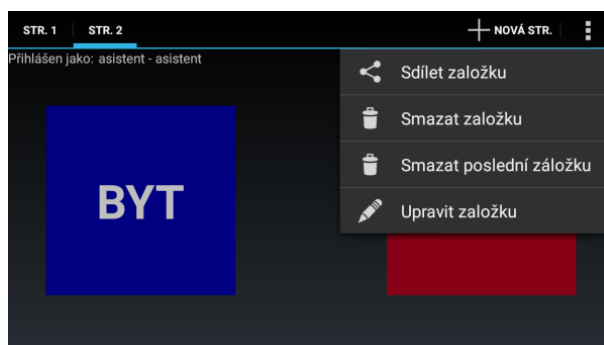 STR. 1 STR. 2 NOVÁ STR.
Přihlášen jako: asistent - asistent
Sdílet založku
Smazat založku
Smazat poslední záložku
Upravit založku
BYT